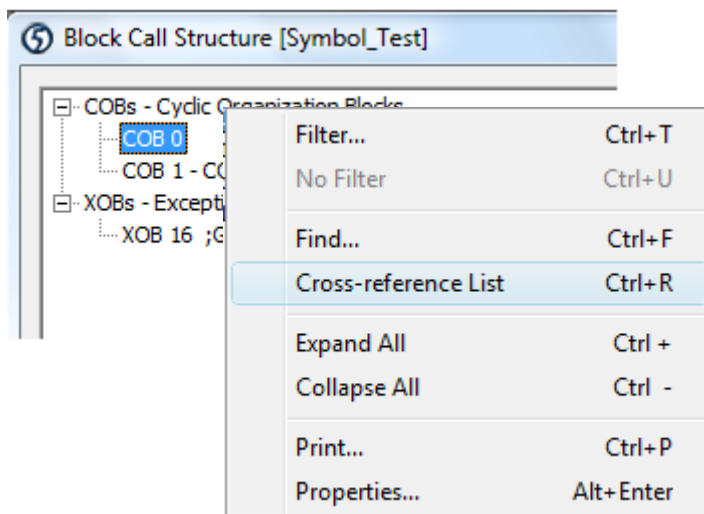 Block Call Structure [Symbol_Test]
COBs - Cyclic Organization Blocks
COB 0
COB 1 - CO
XOBs - Excepti
XOB 16 ;G
Filter... Ctrl+T
No Filter Ctrl+U
Find... Ctrl+F
Cross-reference List Ctrl+R
Expand All Ctrl +
Collapse All Ctrl -
Print... Ctrl+P
Properties... Alt+Enter